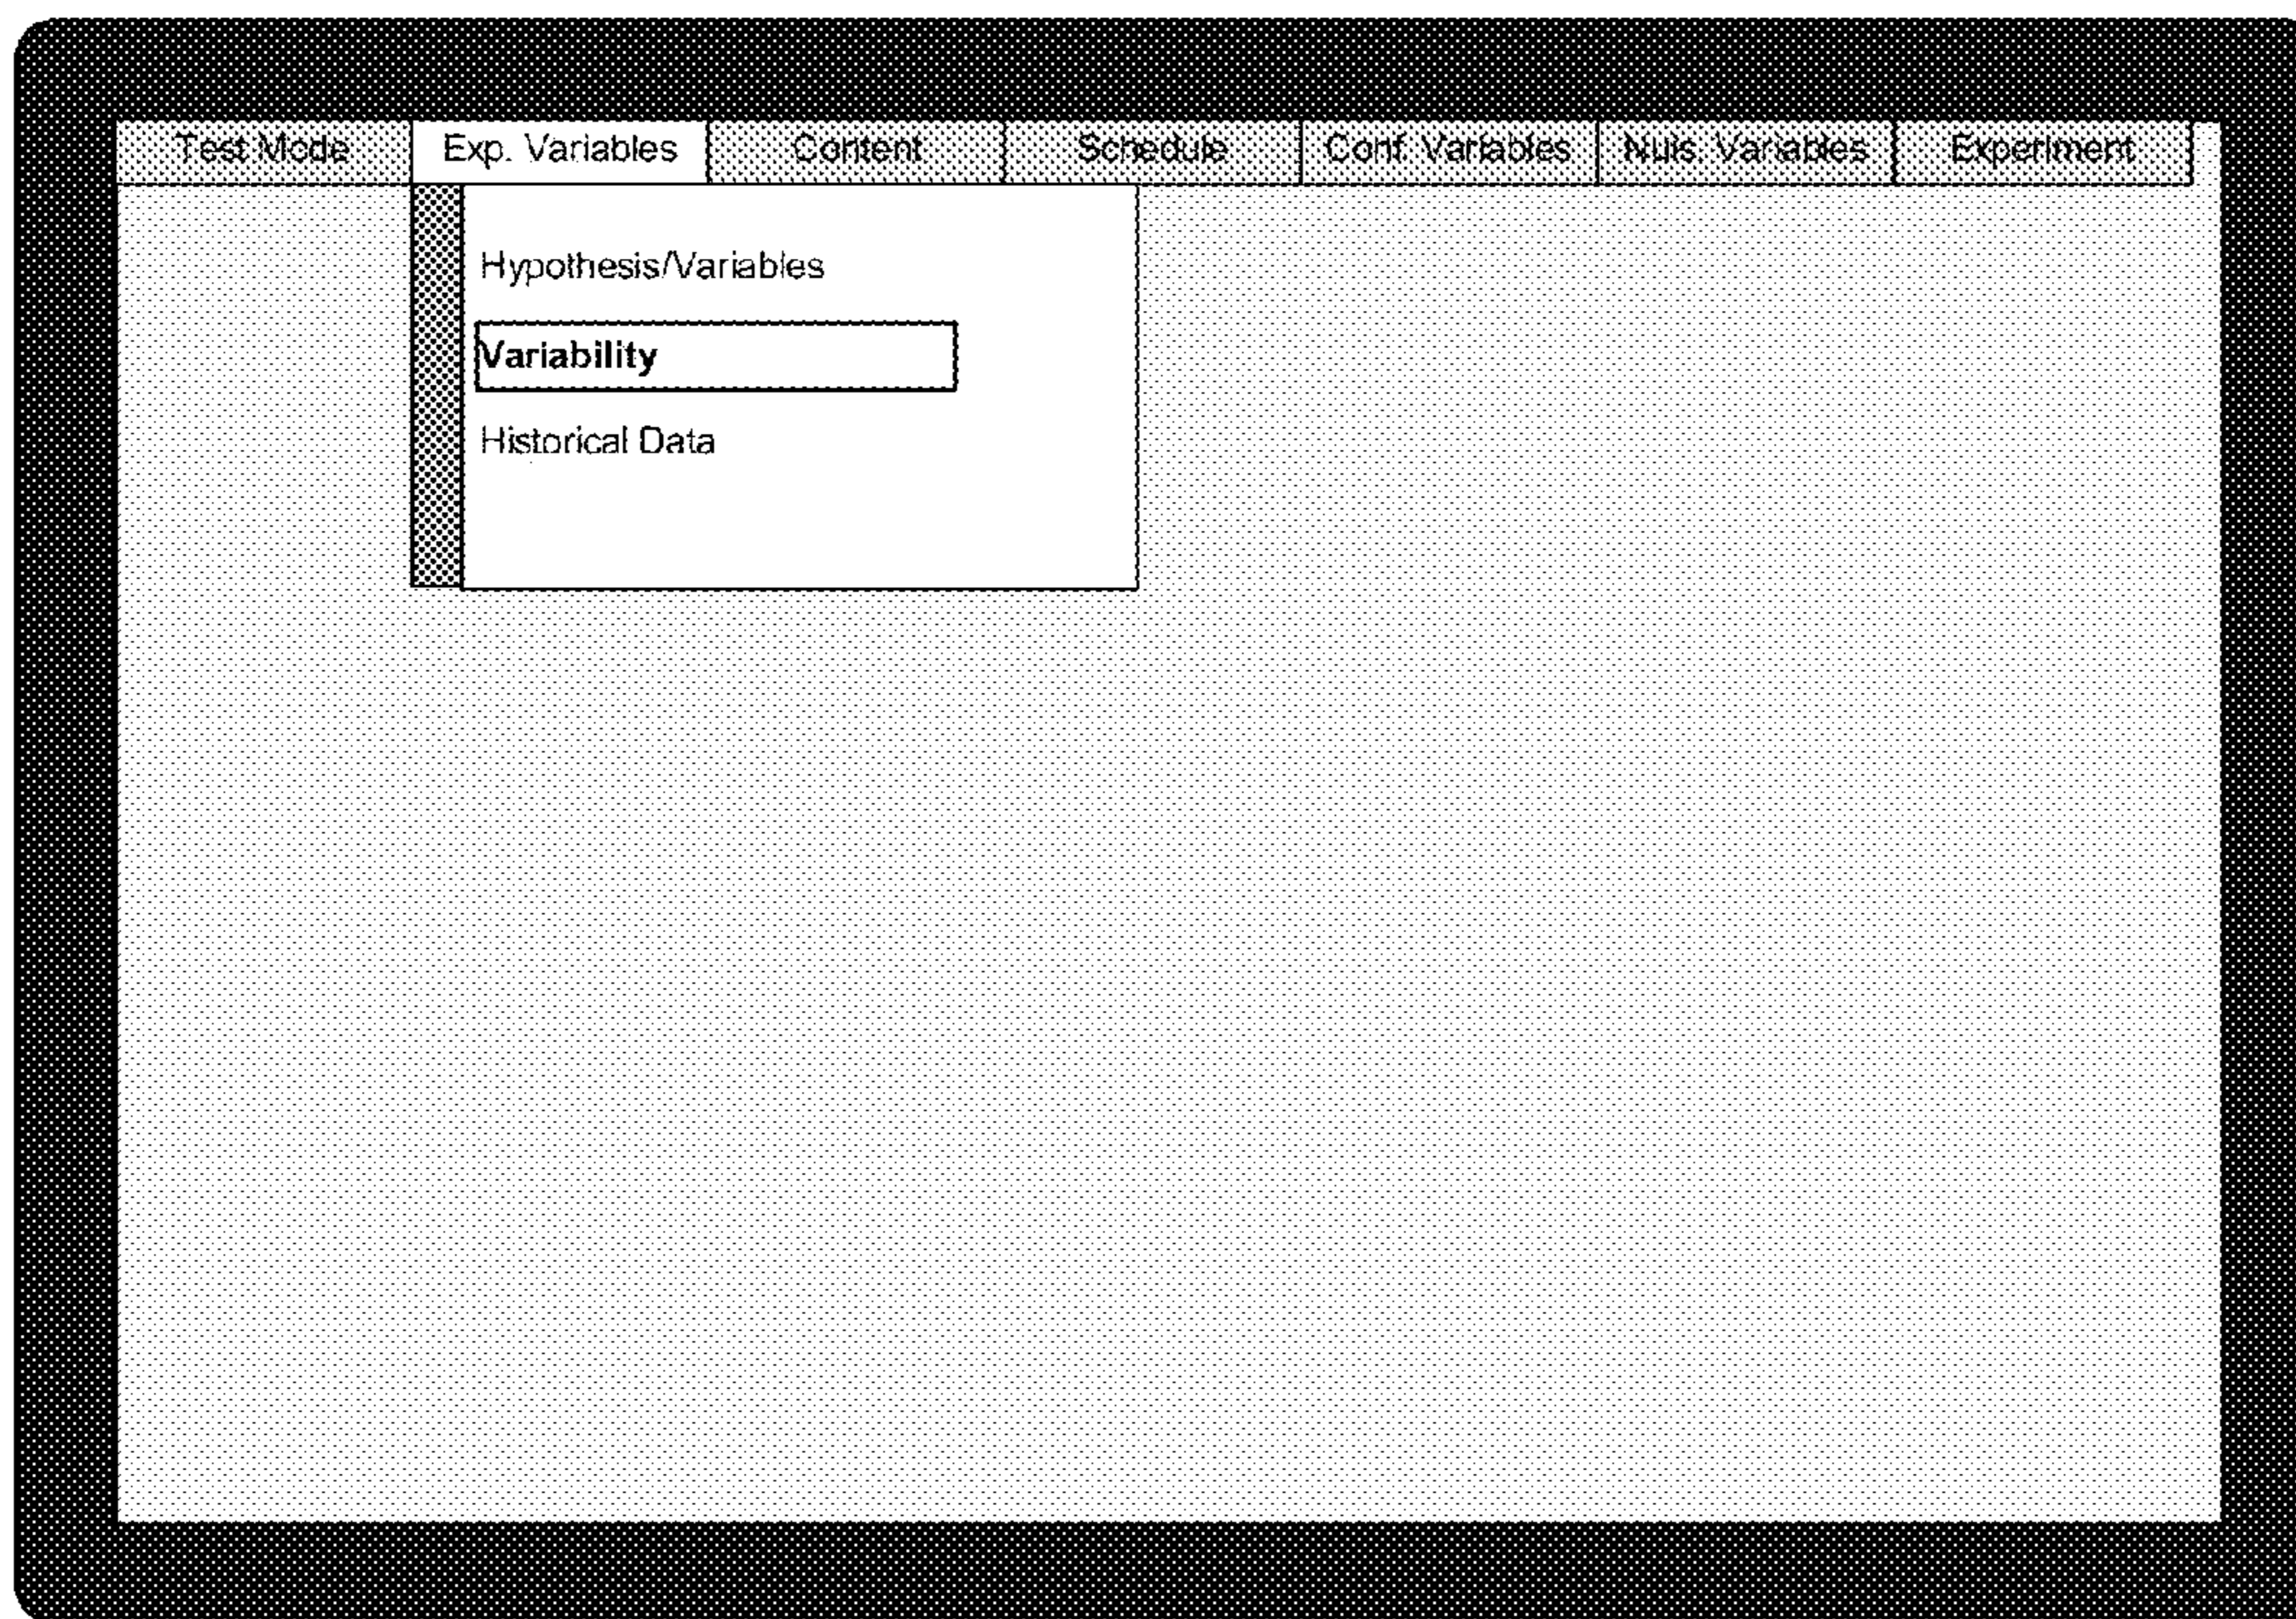 Test Mode Exp. Variables Content Schedule Conf. Variables Nuis. Variables Experiment
Hypothesis/Variables
Variability
Historical Data